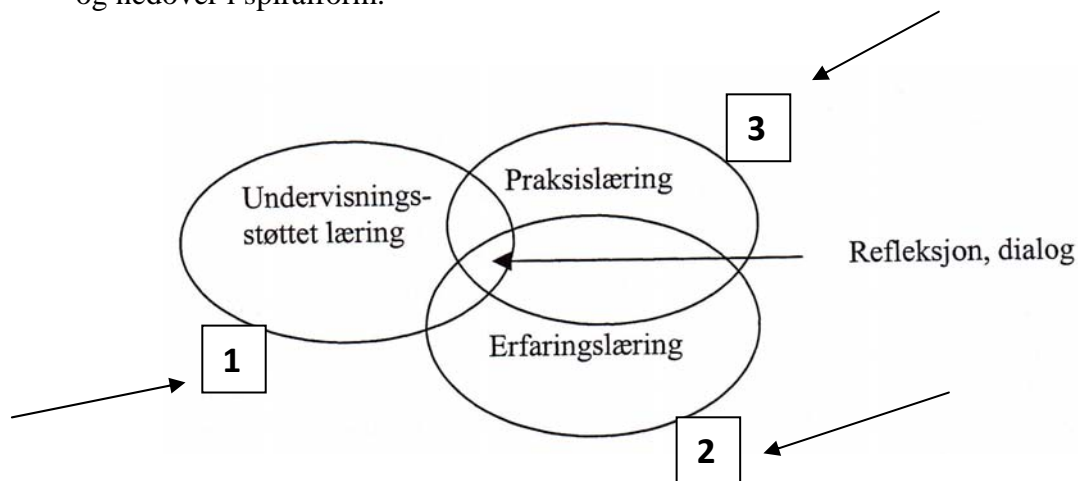 og nedover i spiralform.
3
Praksislæring
Undervisnings-
støttet læring
Refleksjon, dialog
Erfaringslæring
1
2